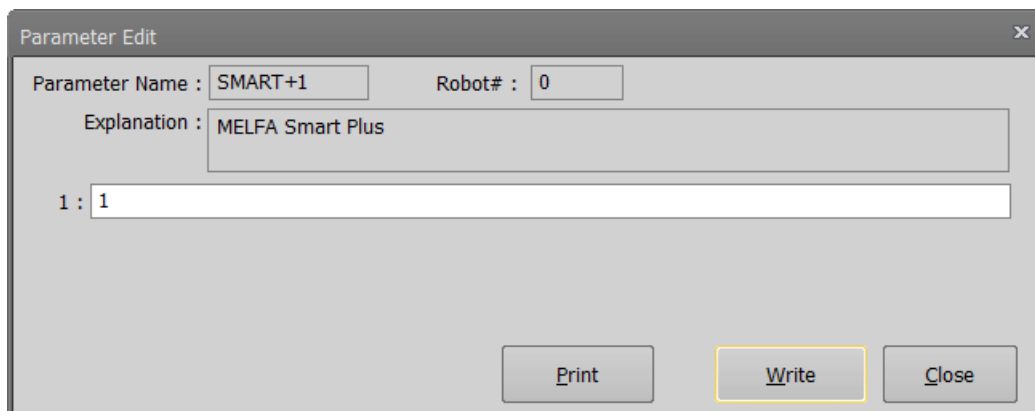 Parameter Edit
Parameter Name : SMART+1 Robot# : 0
Explanation : MELFA Smart Plus
1 : 1
Print Write Close